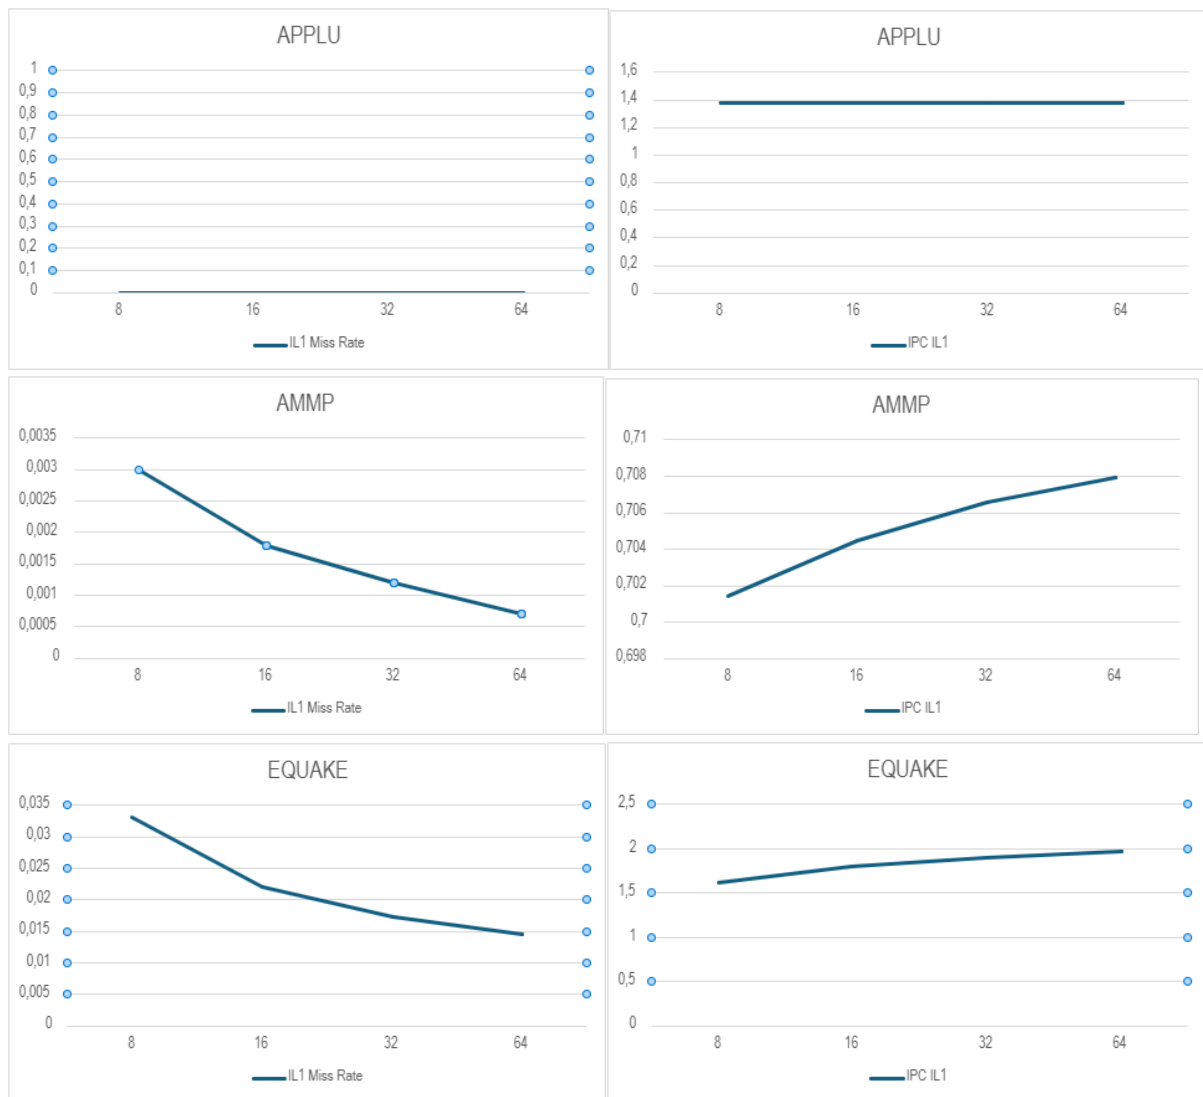 APPLU
1
0,9
0,8
0,7
0,6
0,5
0,4
0,3
0,2
0,1
0
8 16 32 64
IL1 Miss Rate
APPLU
1,6
1,4
1,2
1
0,8
0,6
0,4
0,2
0
8 16 32 64
IPC IL1
AMMP
0,0035
0,003
0,0025
0,002
0,0015
0,001
0,0005
0
8 16 32 64
IL1 Miss Rate
AMMP
0,71
0,708
0,706
0,704
0,702
0,7
0,698
8 16 32 64
IPC IL1
EQUAKE
0,035
0,03
0,025
0,02
0,015
0,01
0,005
0
8 16 32 64
IL1 Miss Rate
EQUAKE
2,5
2
1,5
1
0,5
0
8 16 32 64
IPC IL1